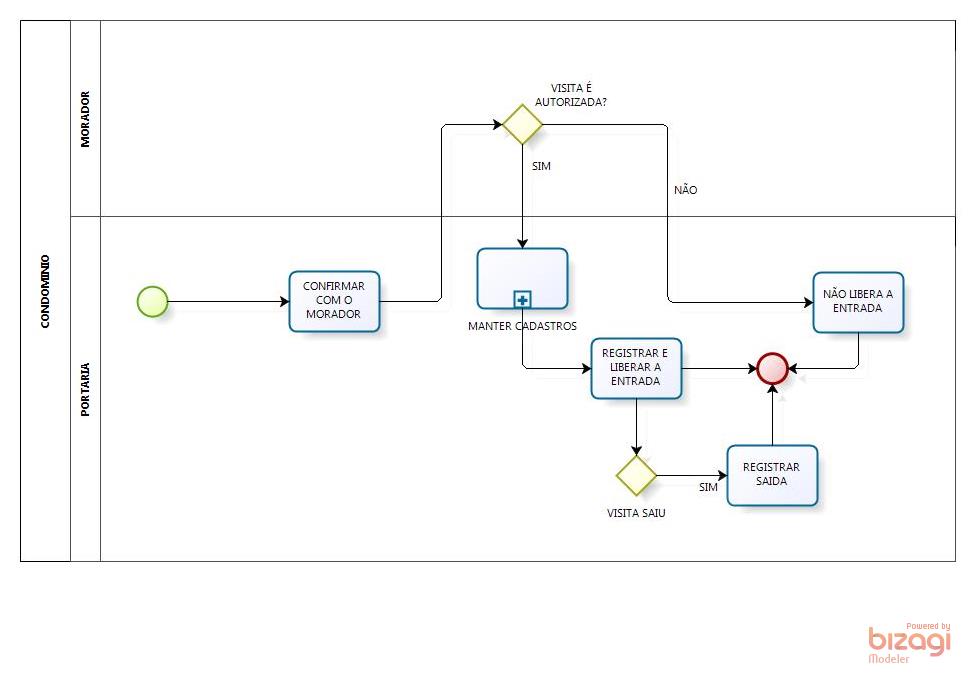 CONDOMINIO
MORADOR
VISITA É
AUTORIZADA?
SIM
NÃO
PORTARIA
CONFIRMAR
COM O
MORADOR
MANTER CADASTROS
NÃO LIBERA A
ENTRADA
REGISTRAR E
LIBERAR A
ENTRADA
VISITA SAIU
SIM
REGISTRAR
SAIDA
Powered by
bizagi
Modeler